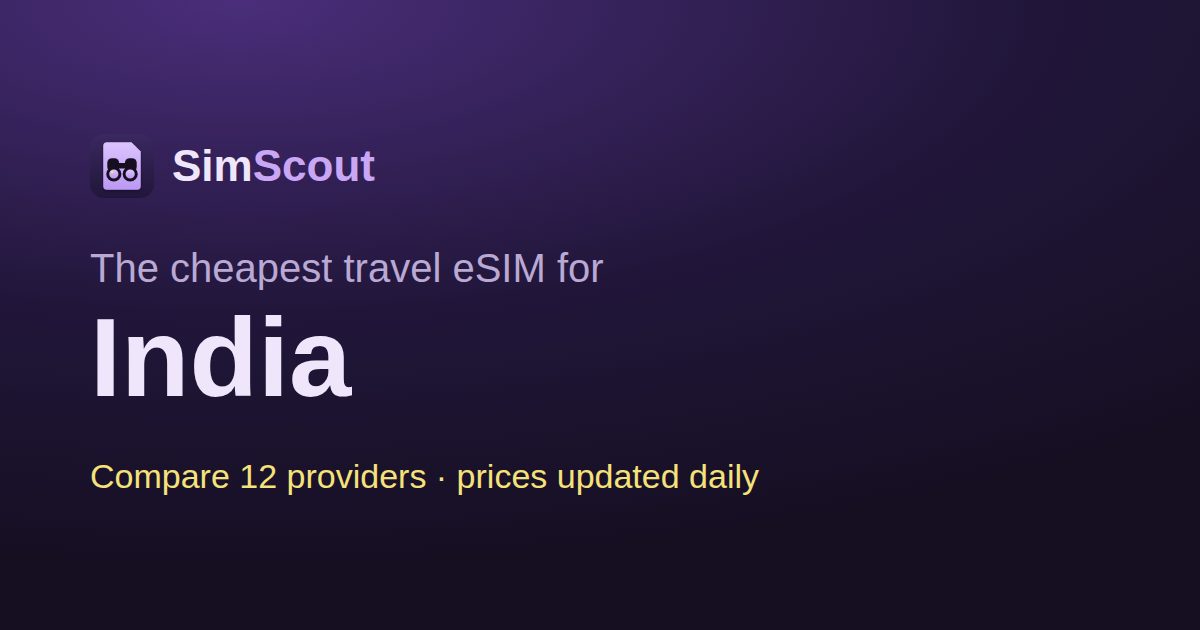 SimScout
The cheapest travel eSIM for
India
Compare 12 providers · prices updated daily